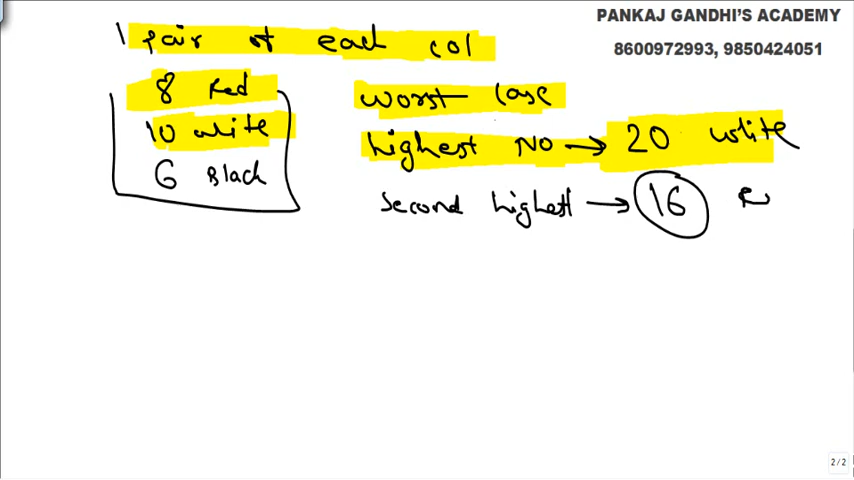 PANKAJ GANDHI'S ACADEMY
8600972993, 9850424051
1 pair of each col
8 Red
10 white
6 Black
worst case
highest No → 20 white
second highest → 16 R
2/2